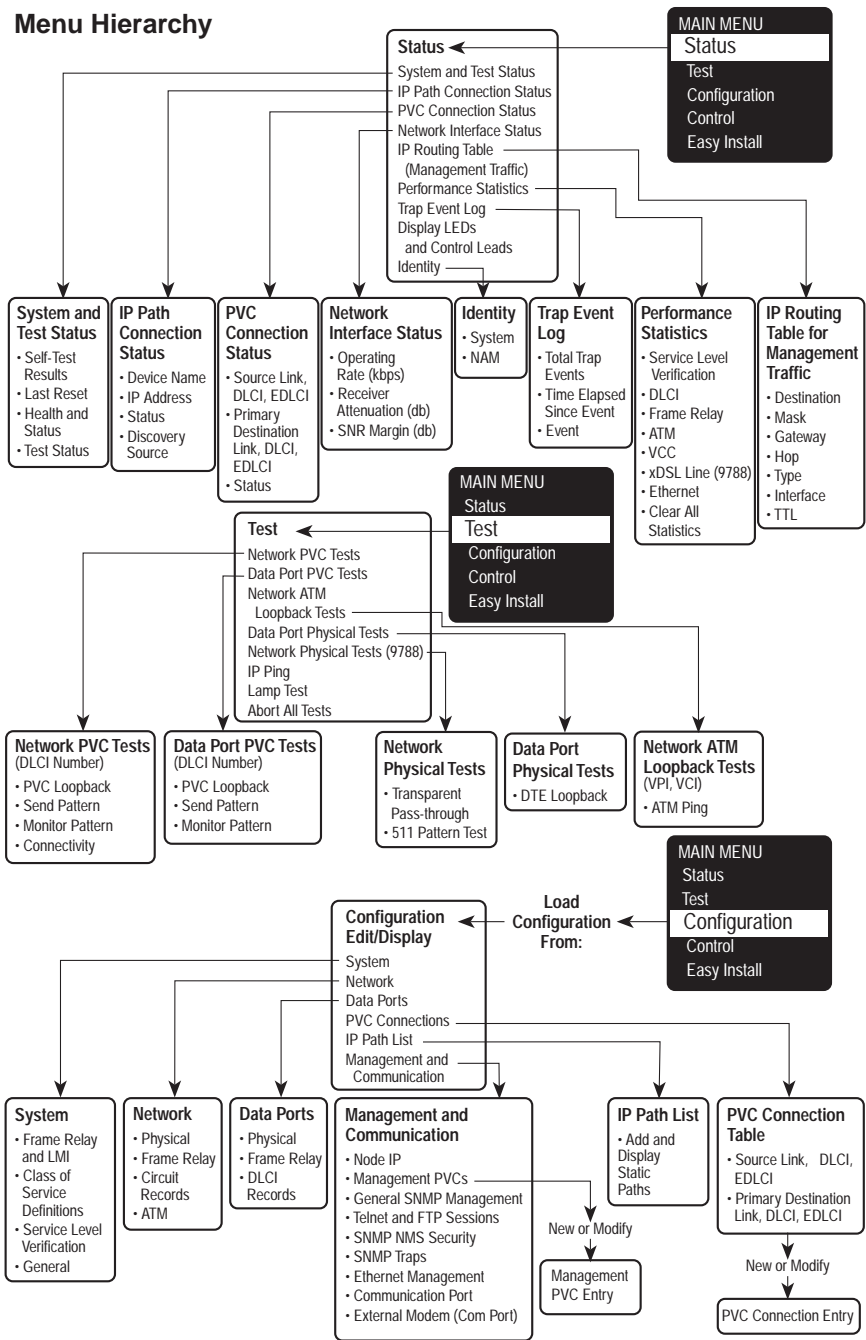 Menu Hierarchy
MAIN MENU
Status
Test
Configuration
Control
Easy Install
Status
System and Test Status
IP Path Connection Status
PVC Connection Status
Network Interface Status
IP Routing Table
(Management Traffic)
Performance Statistics
Trap Event Log
Display LEDs
and Control Leads
Identity
System and
Test Status
• Self-Test
Results
• Last Reset
• Health and
Status
• Test Status
IP Path
Connection
Status
• Device Name
• IP Address
• Status
• Discovery
Source
PVC
Connection
Status
• Source Link,
DLCI, EDLCI
• Primary
Destination
Link, DLCI,
EDLCI
• Status
Network
Interface Status
• Operating
Rate (kbps)
• Receiver
Attenuation (db)
• SNR Margin (db)
Identity
• System
• NAM
Trap Event
Log
• Total Trap
Events
• Time Elapsed
Since Event
• Event
Performance
Statistics
• Service Level
Verification
• DLCI
• Frame Relay
• ATM
• VCC
• xDSL Line (9788)
• Ethernet
• Clear All
Statistics
IP Routing
Table for
Management
Traffic
• Destination
• Mask
• Gateway
• Hop
• Type
• Interface
• TTL
MAIN MENU
Status
Test
Configuration
Control
Easy Install
Test
Network PVC Tests
Data Port PVC Tests
Network ATM
Loopback Tests
Data Port Physical Tests
Network Physical Tests (9788)
IP Ping
Lamp Test
Abort All Tests
Network PVC Tests
(DLCI Number)
• PVC Loopback
• Send Pattern
• Monitor Pattern
• Connectivity
Data Port PVC Tests
(DLCI Number)
• PVC Loopback
• Send Pattern
• Monitor Pattern
Network
Physical Tests
• Transparent
Pass-through
• 511 Pattern Test
Data Port
Physical Tests
• DTE Loopback
Network ATM
Loopback Tests
(VPI, VCI)
• ATM Ping
MAIN MENU
Status
Test
Configuration
Control
Easy Install
Load
Configuration
From:
Configuration
Edit/Display
System
Network
Data Ports
PVC Connections
IP Path List
Management and
Communication
System
• Frame Relay
and LMI
• Class of
Service
Definitions
• Service Level
Verification
• General
Network
• Physical
• Frame Relay
• Circuit
Records
• ATM
Data Ports
• Physical
• Frame Relay
• DLCI
Records
Management and
Communication
• Node IP
• Management PVCs
• General SNMP Management
• Telnet and FTP Sessions
• SNMP NMS Security
• SNMP Traps
• Ethernet Management
• Communication Port
• External Modem (Com Port)
New or Modify
Management
PVC Entry
IP Path List
• Add and
Display
Static
Paths
PVC Connection
Table
• Source Link, DLCI,
EDLCI
• Primary Destination
Link, DLCI, EDLCI
New or Modify
PVC Connection Entry